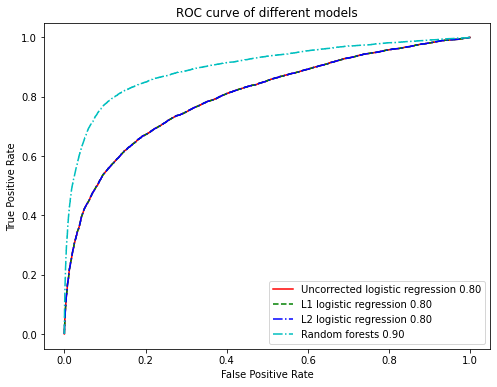 ROC curve of different models
True Positive Rate
1.0
0.8
0.6
0.4
0.2
0.0
Uncorrected logistic regression 0.80
L1 logistic regression 0.80
L2 logistic regression 0.80
Random forests 0.90
0.0 0.2 0.4 0.6 0.8 1.0
False Positive Rate